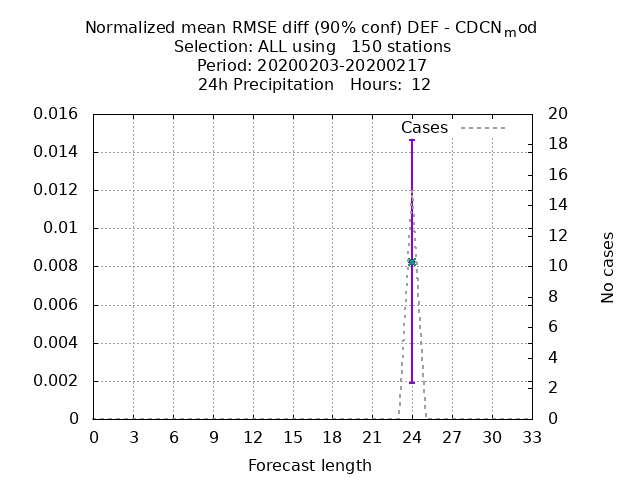 Normalized mean RMSE diff (90% conf) DEF - CDCNmod
Selection: ALL using 150 stations
Period: 20200203-20200217
24h Precipitation Hours: 12
Cases
0.016
0.014
0.012
0.01
0.008
0.006
0.004
0.002
0
20
18
16
14
12
10
8
6
4
2
0
No cases
0 3 6 9 12 15 18 21 24 27 30 33
Forecast length